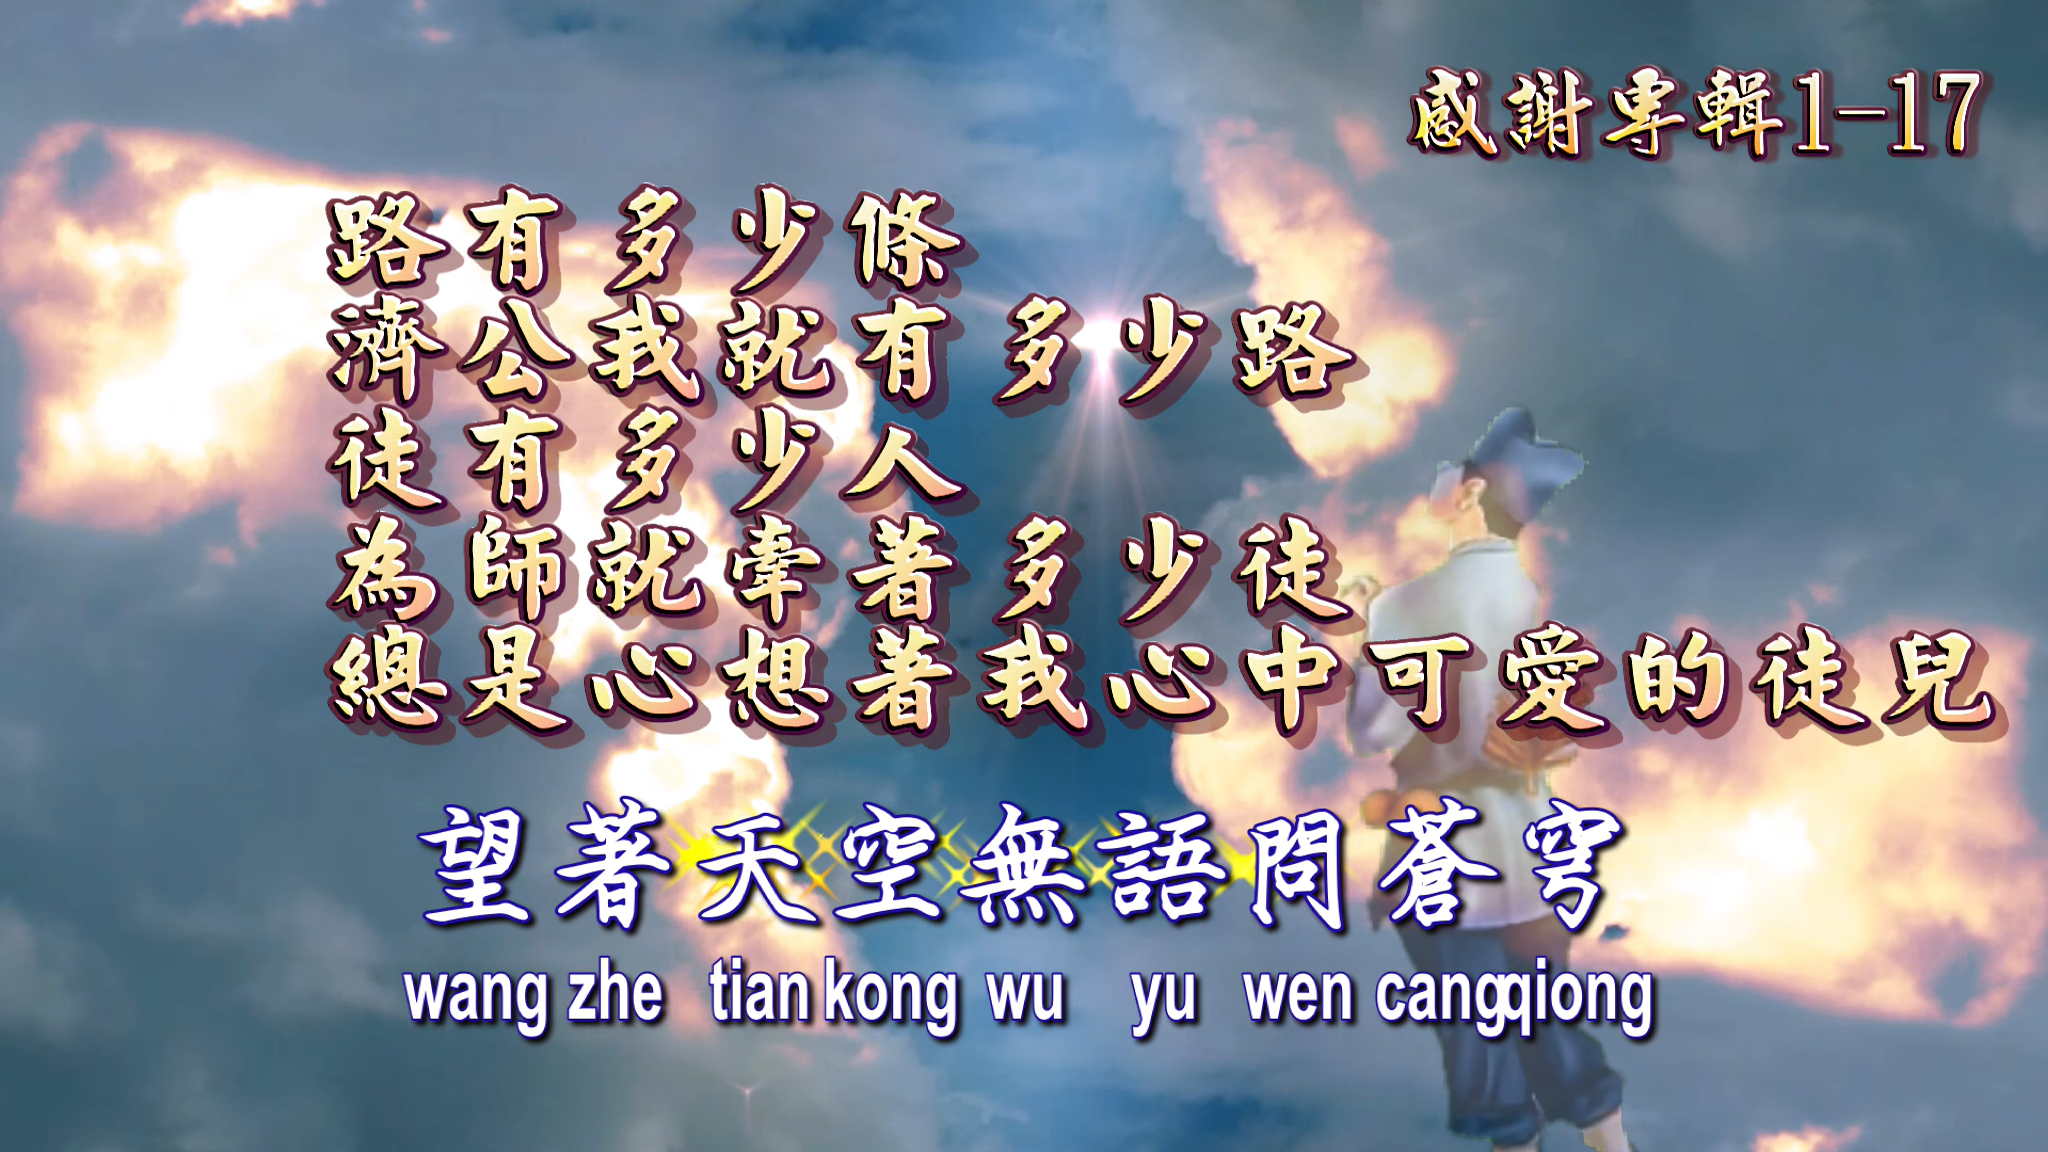 感謝專輯1-17
路有多少條
濟公我就有多少路
徒有多少人
為師就牽著多少徒
總是心想著我心中可愛的徒兒
望著天空無語問蒼穹
wang zhe tian kong wu yu wen cangqiong